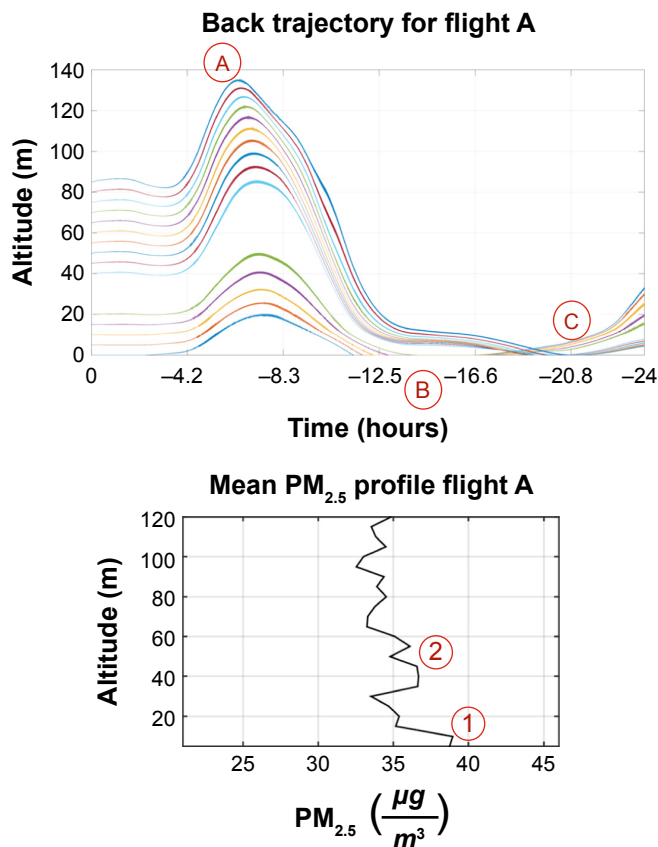 Back trajectory for flight A
A
140
120
100
80
60
40
20
0
Altitude (m)
C
B
0 –4.2 –8.3 –12.5 –16.6 –20.8 –24
Time (hours)
Mean PM2.5 profile flight A
120
100
80
60
40
20
Altitude (m)
2
1
25 30 35 40 45
PM2.5 (μg/m³)